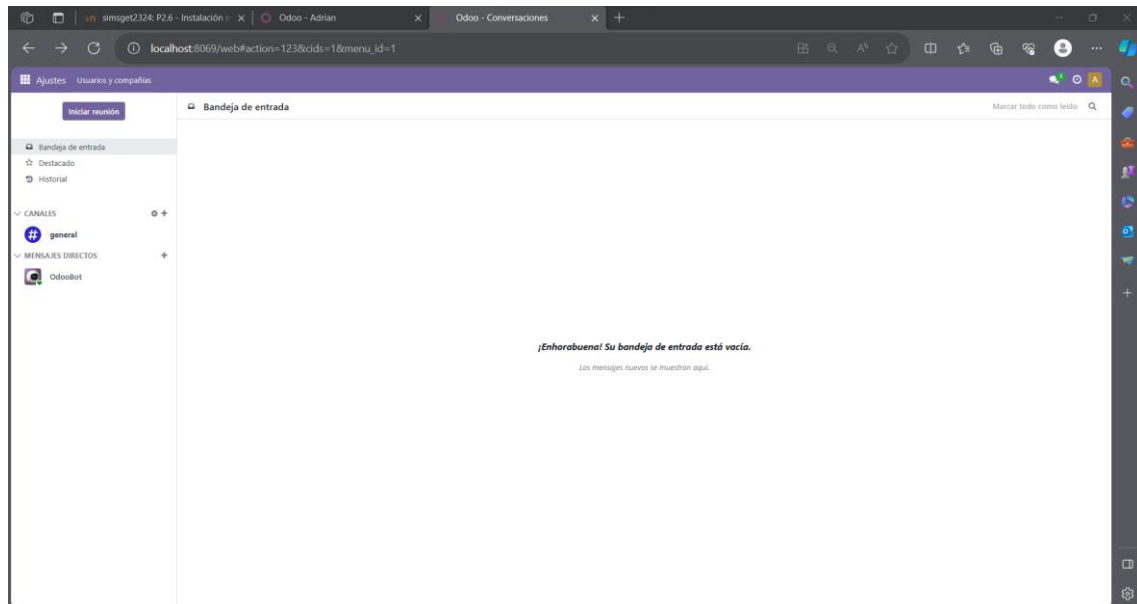 simsget2324: P2.6 - Instalación
Odoo - Adrian
Odoo - Conversaciones
localhost:8069/web#action=123&cids=1&menu_id=1
Ajustes Usuarios y compañías
A
Iniciar reunión
Bandeja de entrada
Marcar todo como leído
Bandeja de entrada
Destacado
Historial
CANALES
general
MENSAJES DIRECTOS
OdooBot
¡Enhorabuena! Su bandeja de entrada está vacía.
Los mensajes nuevos se muestran aquí.